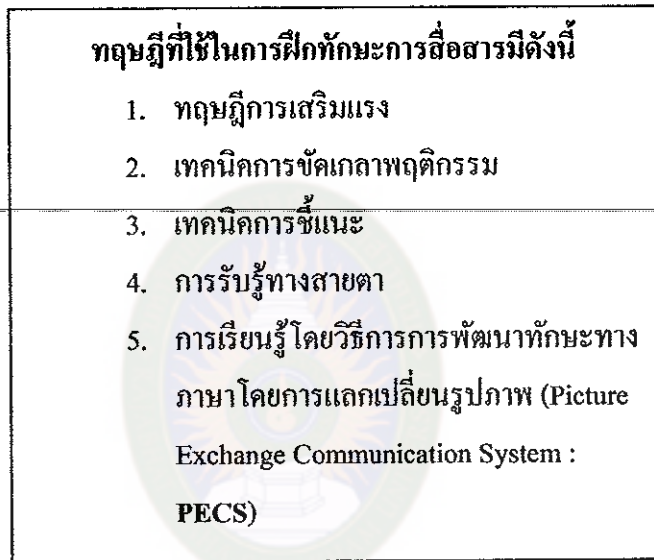 ทฤษฎีที่ใช้ในการฝึกทักษะการสื่อสารมีดังนี้
1. ทฤษฎีการเสริมแรง
2. เทคนิคการขัดเกลาพฤติกรรม
3. เทคนิคการชี้แนะ
4. การรับรู้ทางสายตา
5. การเรียนรู้โดยวิธีการการพัฒนาทักษะทาง
ภาษาโดยการแลกเปลี่ยนรูปภาพ (Picture
Exchange Communication System :
PECS)